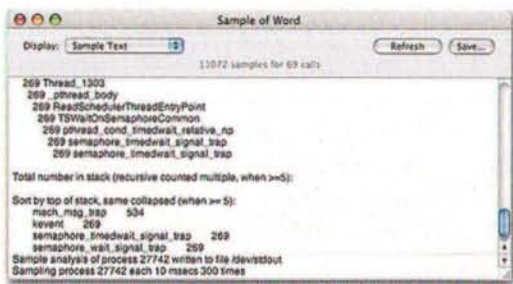 Sample of Word
Display: Sample Text Refresh Save...
11072 samples for 69 calls
269 Thread_1303
269 _pthread_body
269 ReadSchedulerThreadEntryPoint
269 TSWaitOnSemaphoreCommon
269 pthread_cond_timedwait_relative_np
269 semaphore_timedwait_signal_trap
269 semaphore_timedwait_signal_trap
Total number in stack (recursive counted multiple, when >=5):
Sort by top of stack, same collapsed (when >= 5):
mach_msg_trap 534
kevent 269
semaphore_timedwait_signal_trap 269
semaphore_wait_signal_trap 269
Sample analysis of process 27742 written to file /dev/stdout
Sampling process 27742 each 10 msecs 300 times